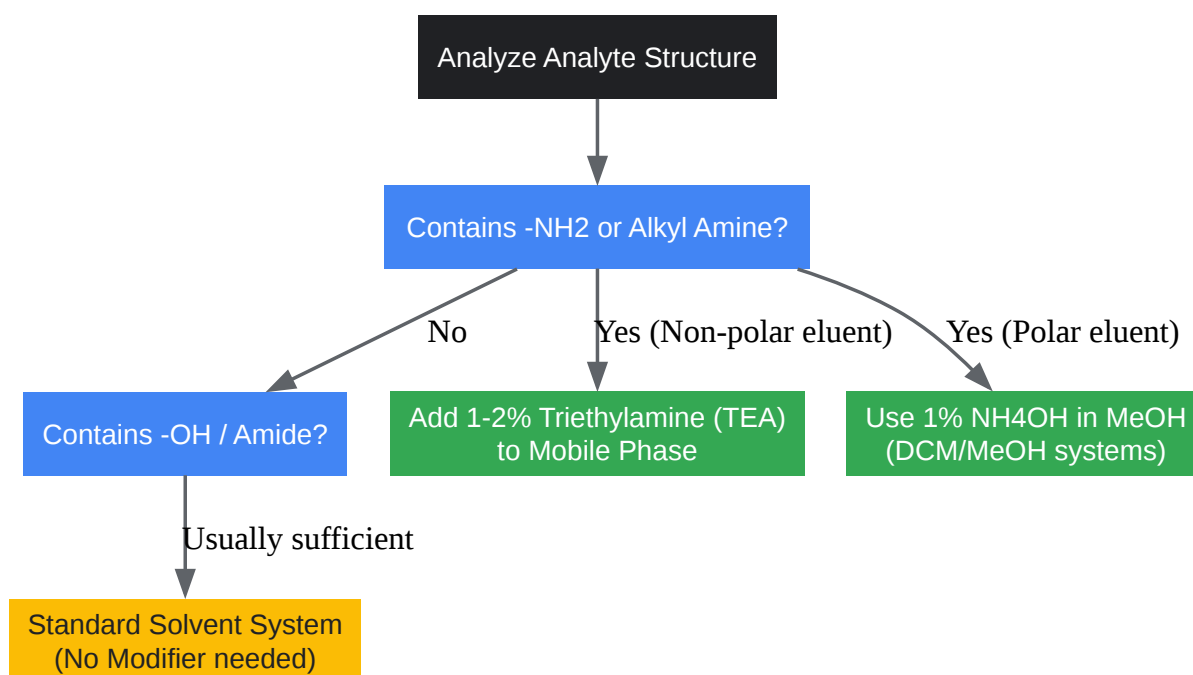 Analyze Analyte Structure
Contains -NH2 or Alkyl Amine?
No
Yes (Non-polar eluent)
Yes (Polar eluent)
Contains -OH / Amide?
Add 1-2% Triethylamine (TEA)
to Mobile Phase
Use 1% NH4OH in MeOH
(DCM/MeOH systems)
Usually sufficient
Standard Solvent System
(No Modifier needed)